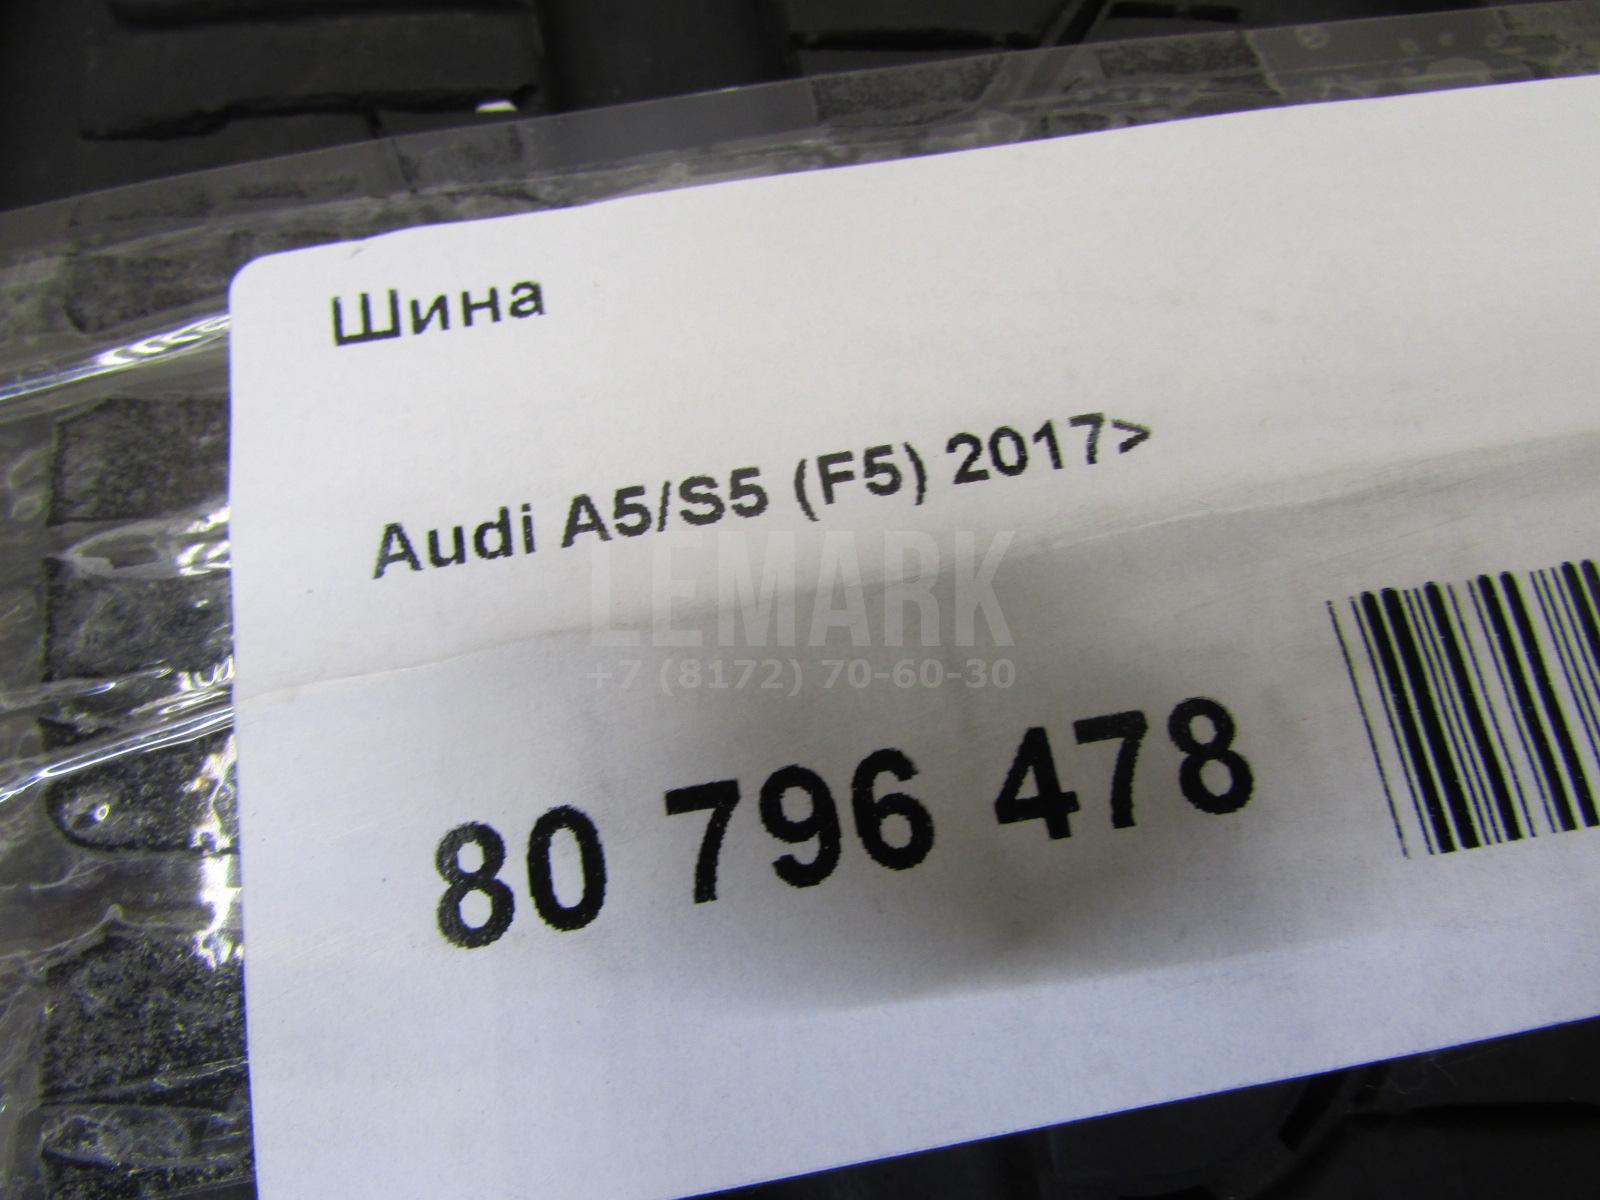 Шина
Audi A5/S5 (F5) 2017>
LEMARK
+7 (8172) 70-60-30
80 796 478